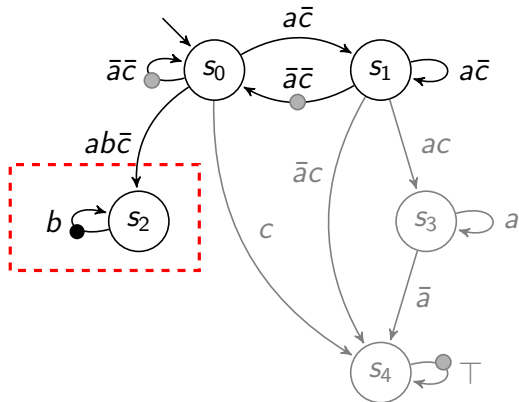 ac̄
āc̄ s₀ āc̄ s₁ ac̄
abc̄ āc ac
b s₂ c s₃ a
ā
s₄ ⊤